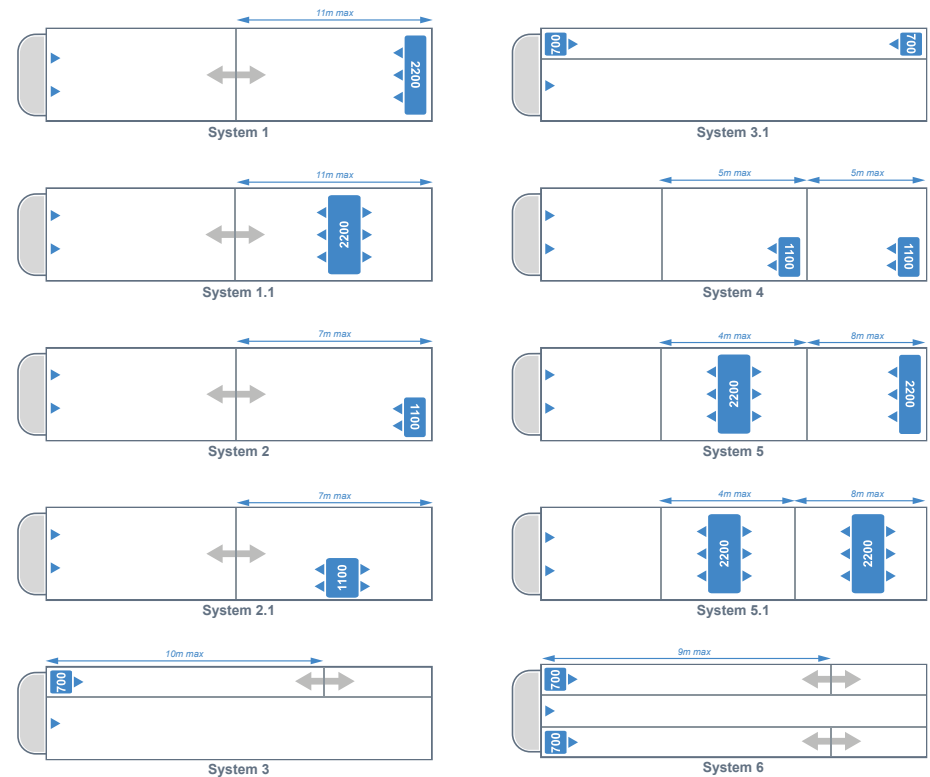 11m max
2200
System 1
700
700
System 3.1
11m max
2200
System 1.1
5m max
5m max
1100
1100
System 4
7m max
1100
System 2
4m max
8m max
2200
2200
System 5
7m max
1100
System 2.1
4m max
8m max
2200
2200
System 5.1
10m max
700
System 3
9m max
700
700
System 6